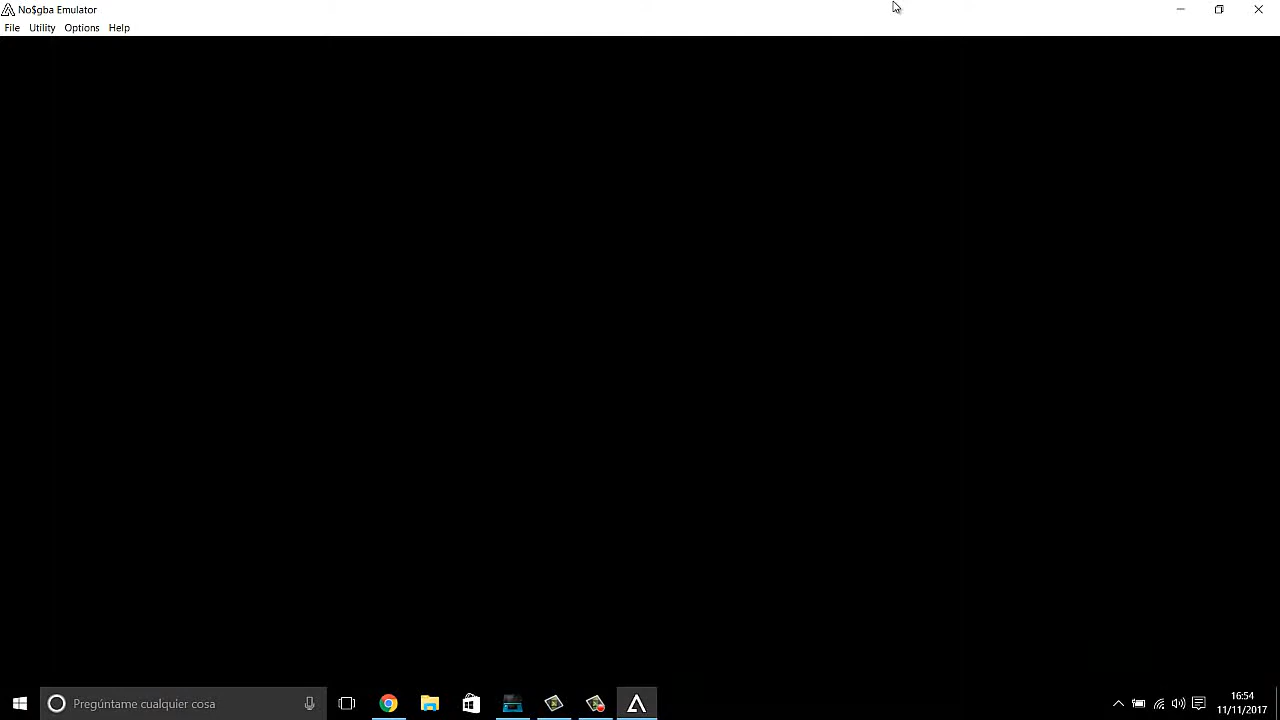 No$gba Emulator
File Utility Options Help
Pregúntame cualquier cosa
16:54
11/11/2017